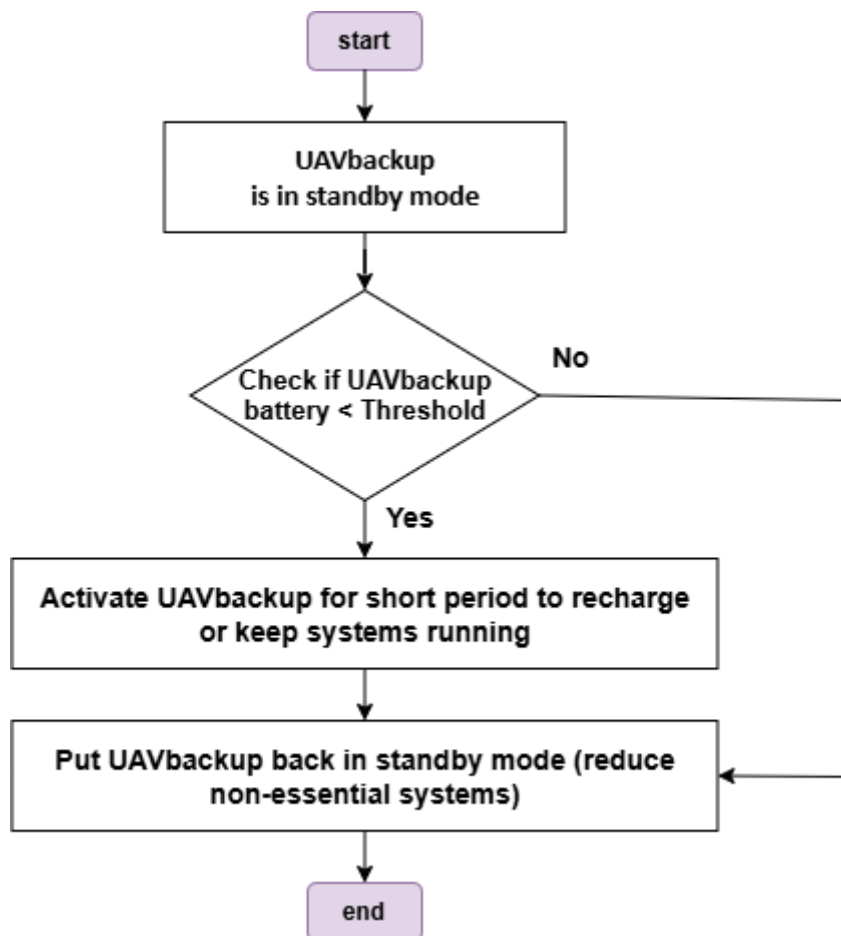 start
UAVbackup
is in standby mode
Check if UAVbackup
battery < Threshold
No
Yes
Activate UAVbackup for short period to recharge
or keep systems running
Put UAVbackup back in standby mode (reduce
non-essential systems)
end